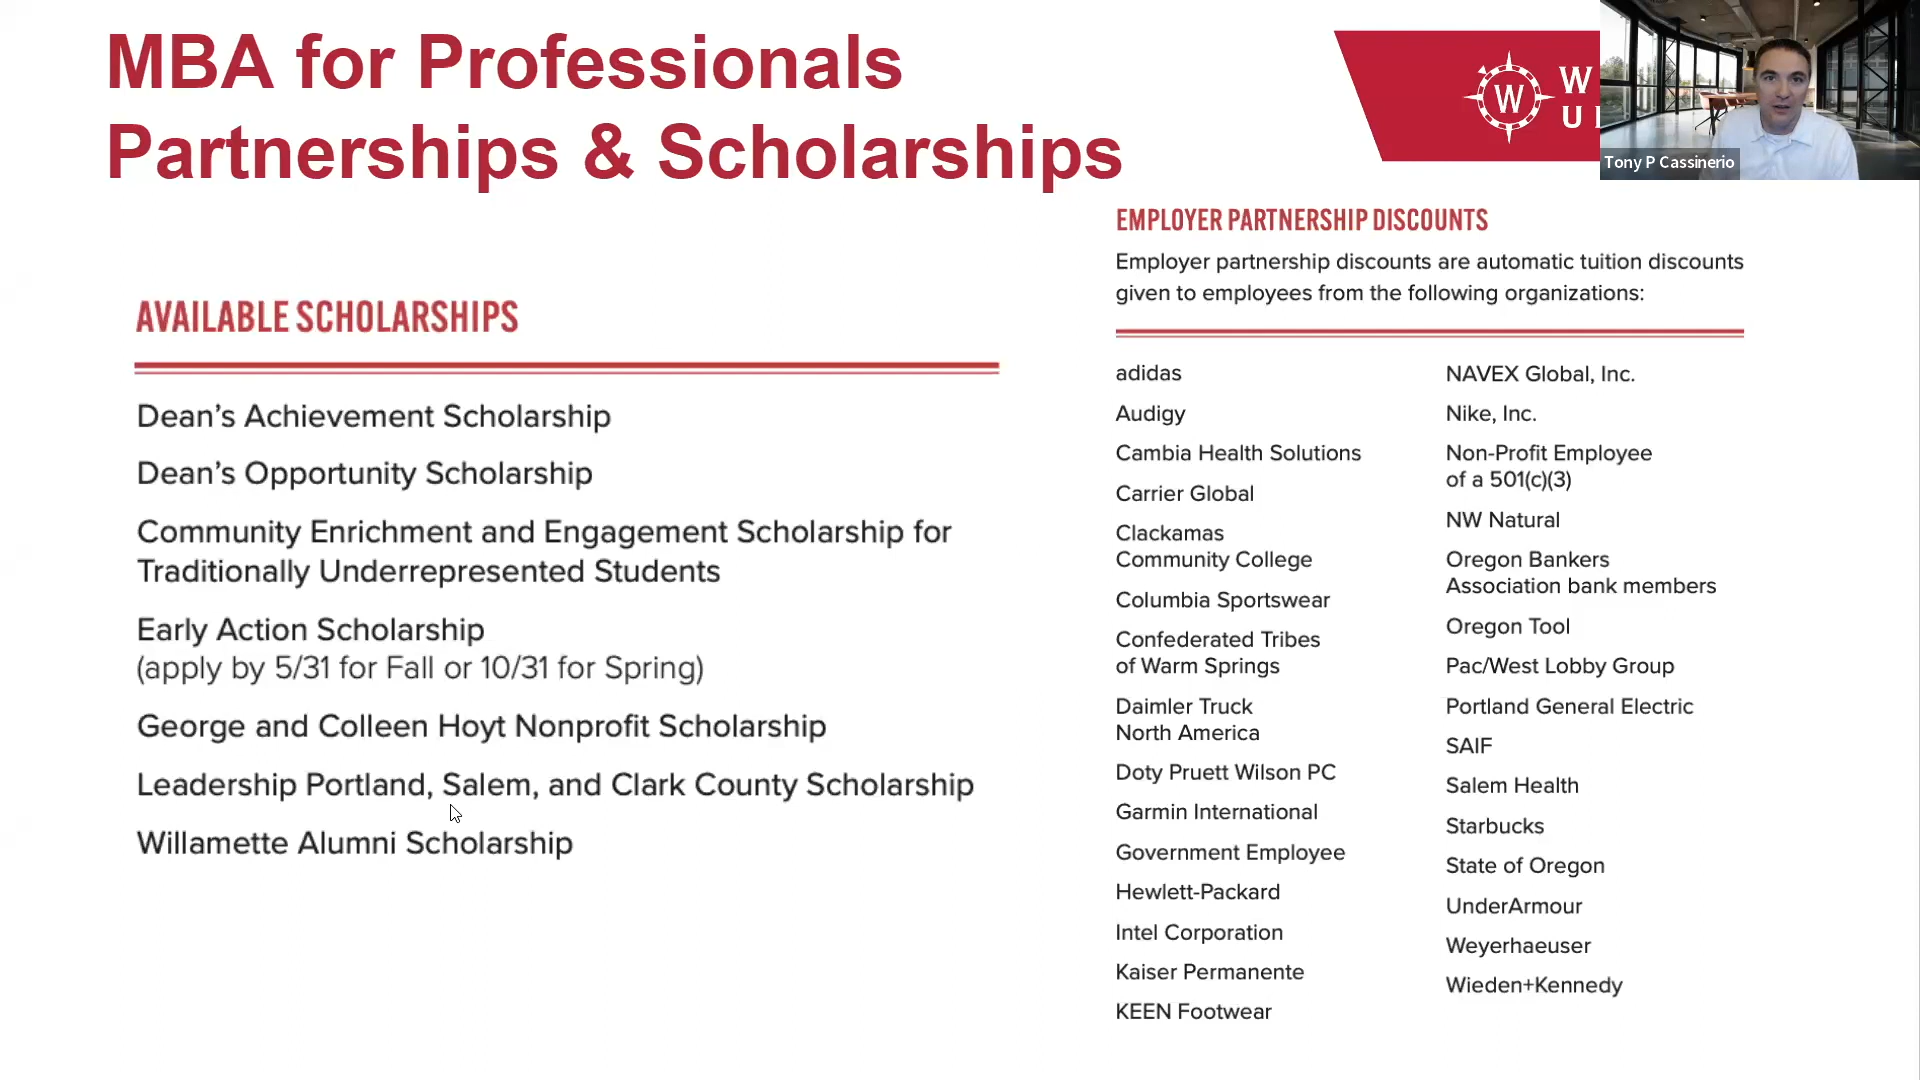 MBA for Professionals
Partnerships & Scholarships
W
W
U
Tony P Cassinerio
AVAILABLE SCHOLARSHIPS
Dean’s Achievement Scholarship
Dean’s Opportunity Scholarship
Community Enrichment and Engagement Scholarship for
Traditionally Underrepresented Students
Early Action Scholarship
(apply by 5/31 for Fall or 10/31 for Spring)
George and Colleen Hoyt Nonprofit Scholarship
Leadership Portland, Salem, and Clark County Scholarship
Willamette Alumni Scholarship
EMPLOYER PARTNERSHIP DISCOUNTS
Employer partnership discounts are automatic tuition discounts
given to employees from the following organizations:
adidas
Audigy
Cambia Health Solutions
Carrier Global
Clackamas
Community College
Columbia Sportswear
Confederated Tribes
of Warm Springs
Daimler Truck
North America
Doty Pruett Wilson PC
Garmin International
Government Employee
Hewlett-Packard
Intel Corporation
Kaiser Permanente
KEEN Footwear
NAVEX Global, Inc.
Nike, Inc.
Non-Profit Employee
of a 501(c)(3)
NW Natural
Oregon Bankers
Association bank members
Oregon Tool
Pac/West Lobby Group
Portland General Electric
SAIF
Salem Health
Starbucks
State of Oregon
UnderArmour
Weyerhaeuser
Wieden+Kennedy